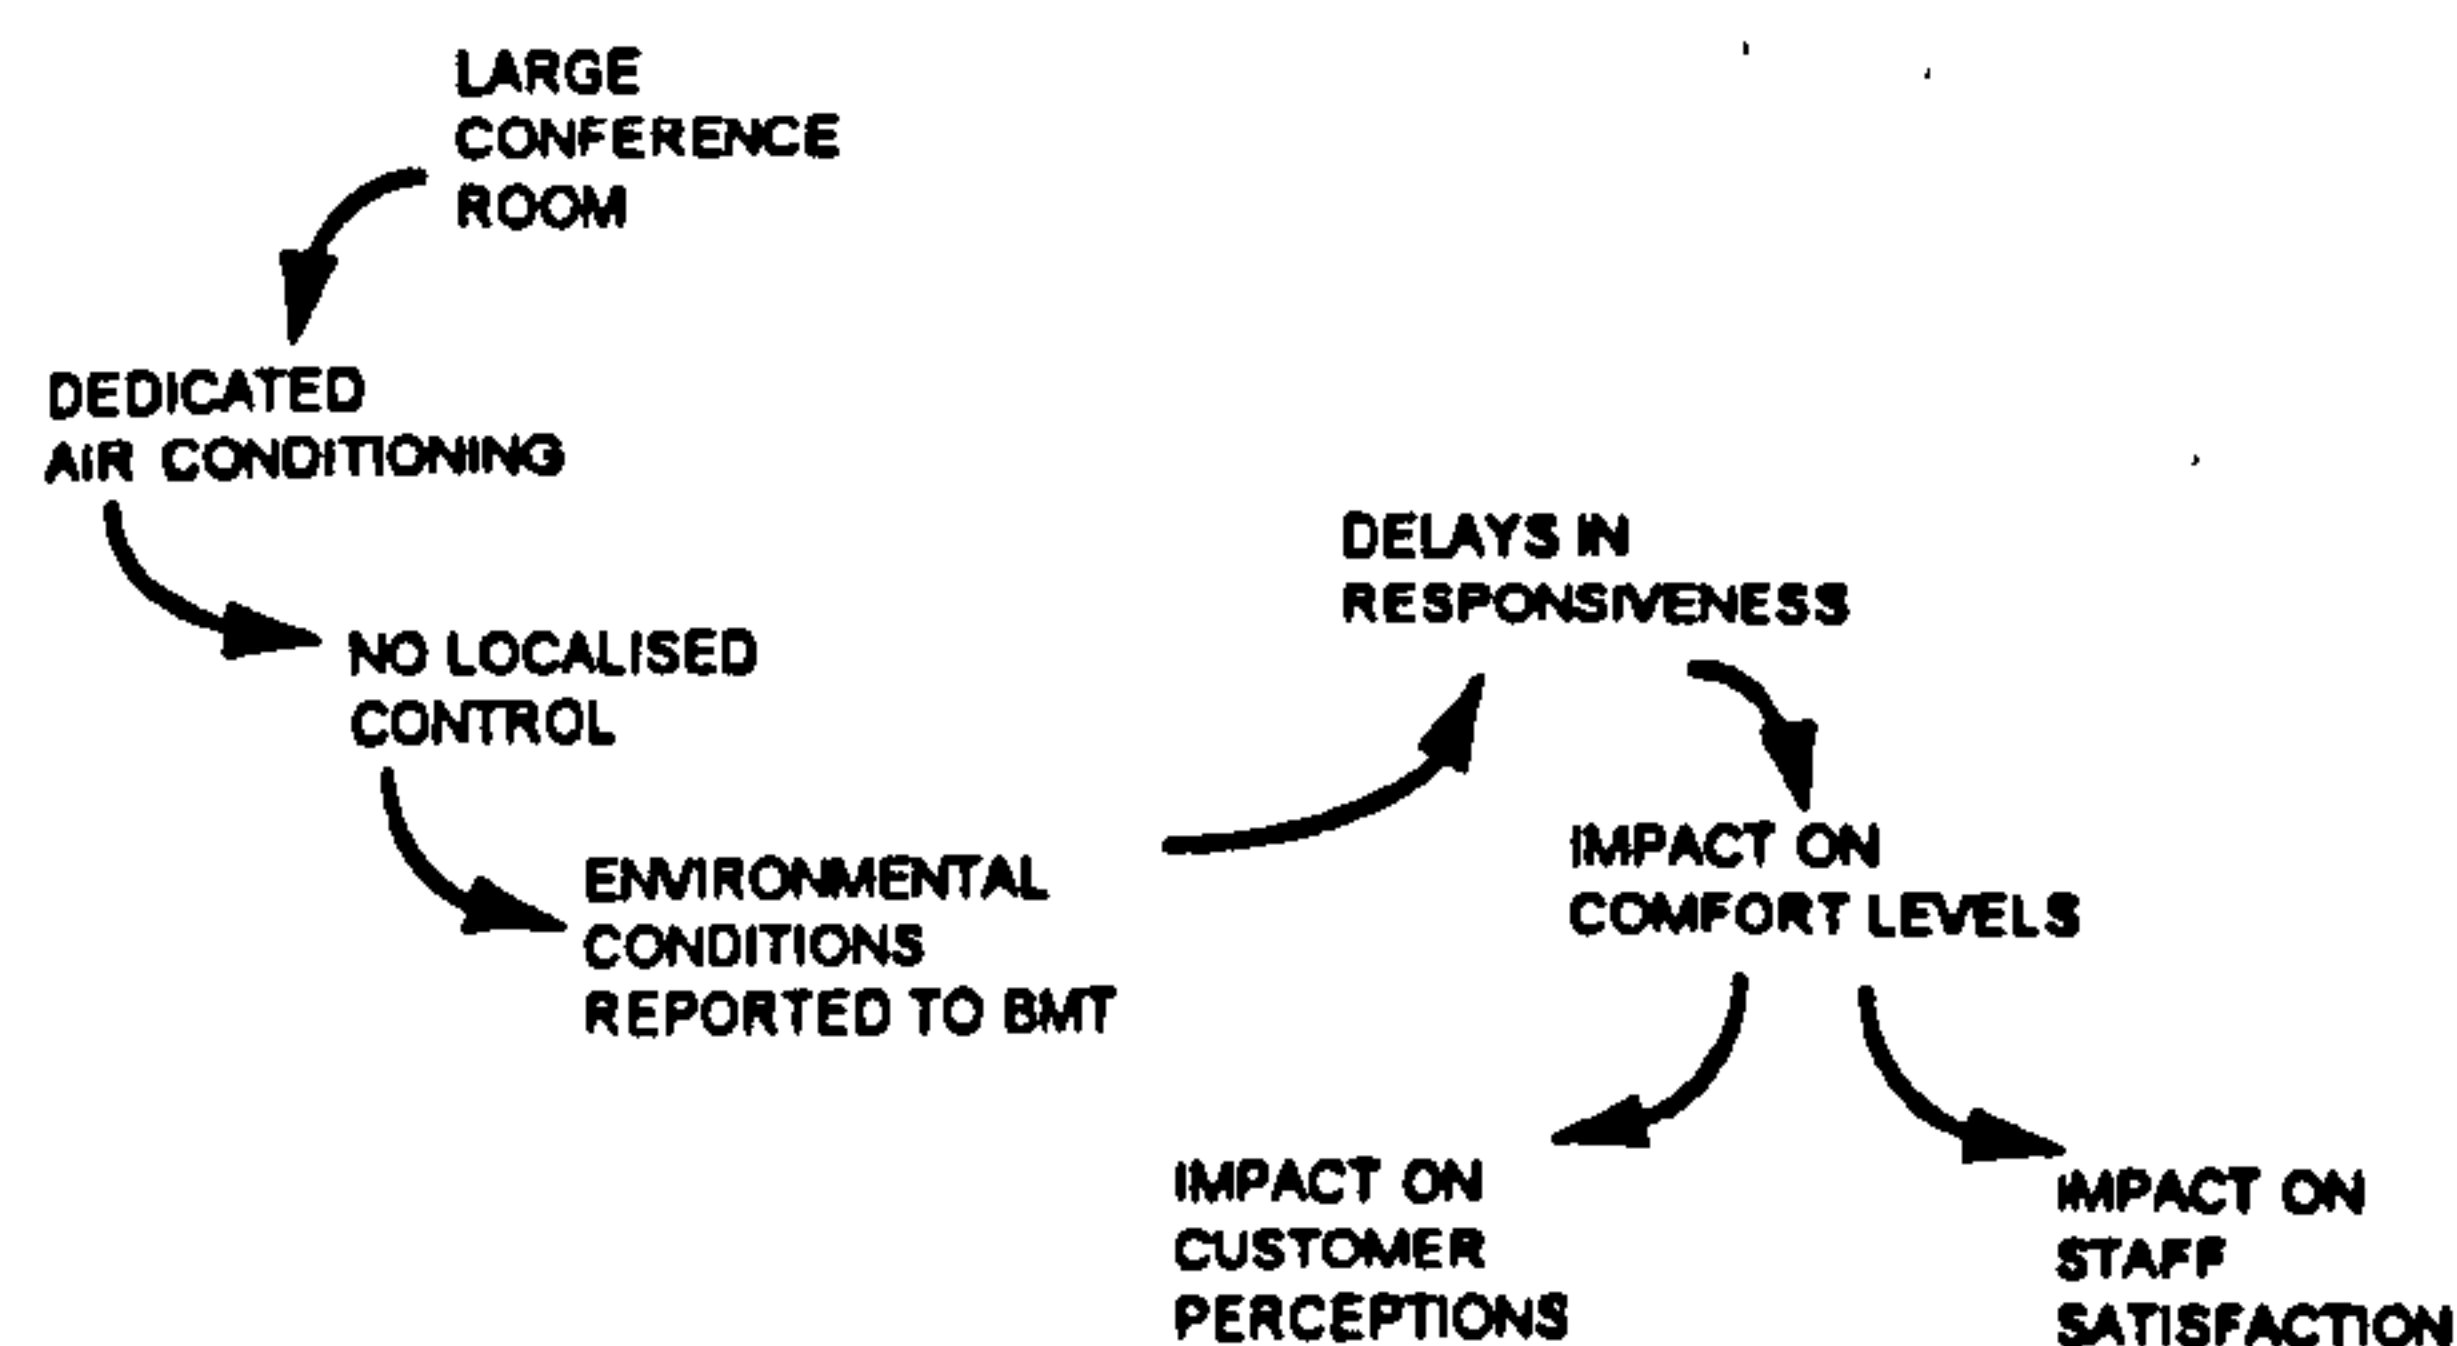 LARGE
CONFERENCE
ROOM
DEDICATED
AIR CONDITIONING
NO LOCALISED
CONTROL
ENVIRONMENTAL
CONDITIONS
REPORTED TO BMT
DELAYS IN
RESPONSIVENESS
IMPACT ON
COMFORT LEVELS
IMPACT ON
CUSTOMER
PERCEPTIONS
IMPACT ON
STAFF
SATISFACTION